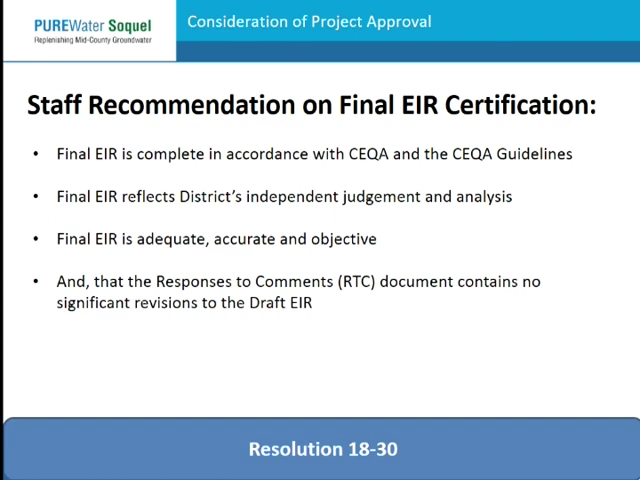 PUREWater Soquel
Replenishing Mid-County Groundwater
Consideration of Project Approval
Staff Recommendation on Final EIR Certification:
• Final EIR is complete in accordance with CEQA and the CEQA Guidelines
• Final EIR reflects District's independent judgement and analysis
• Final EIR is adequate, accurate and objective
• And, that the Responses to Comments (RTC) document contains no
significant revisions to the Draft EIR
Resolution 18-30